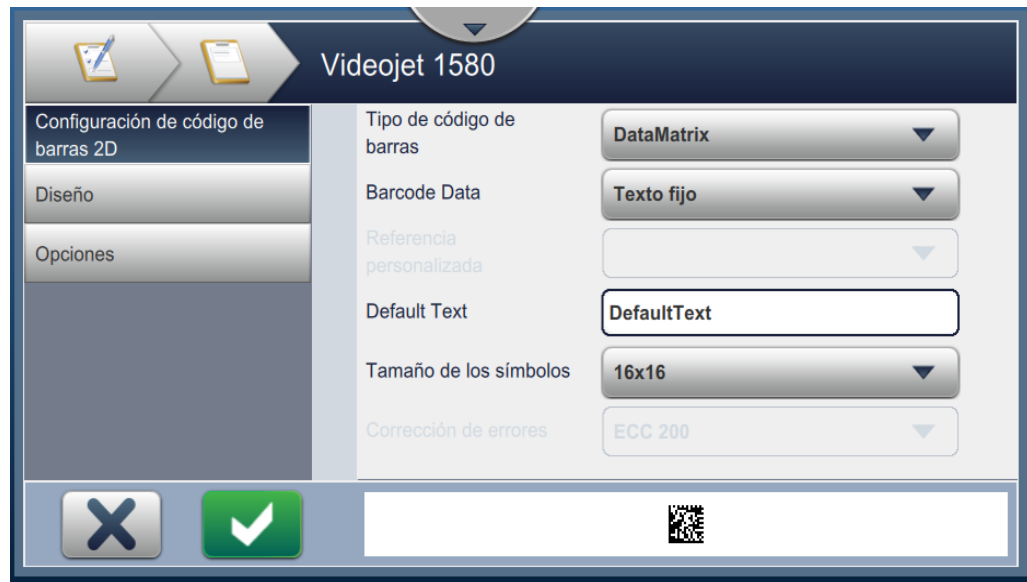 Videojet 1580
Configuración de código de
barras 2D
Diseño
Opciones
Tipo de código de
barras
DataMatrix
Barcode Data
Texto fijo
Referencia
personalizada
Default Text
DefaultText
Tamaño de los símbolos
16x16
Corrección de errores
ECC 200